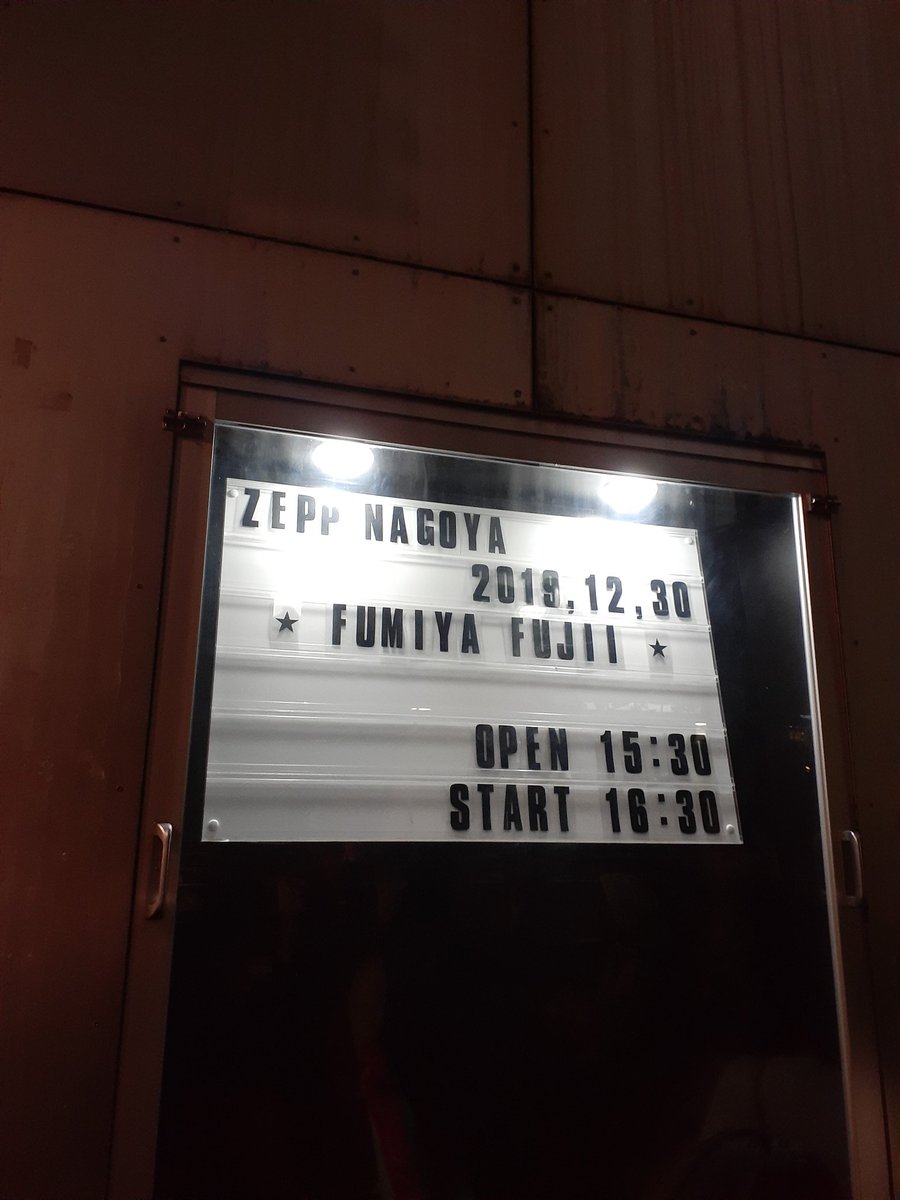 ZEPP NAGOYA
2019,12,30
★ FUMIYA FUJII ★
OPEN 15:30
START 16:30